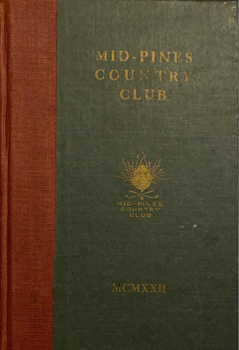 MID-PINES
COUNTRY
CLUB
MID-PINES
COUNTRY
CLUB
MCMXXII